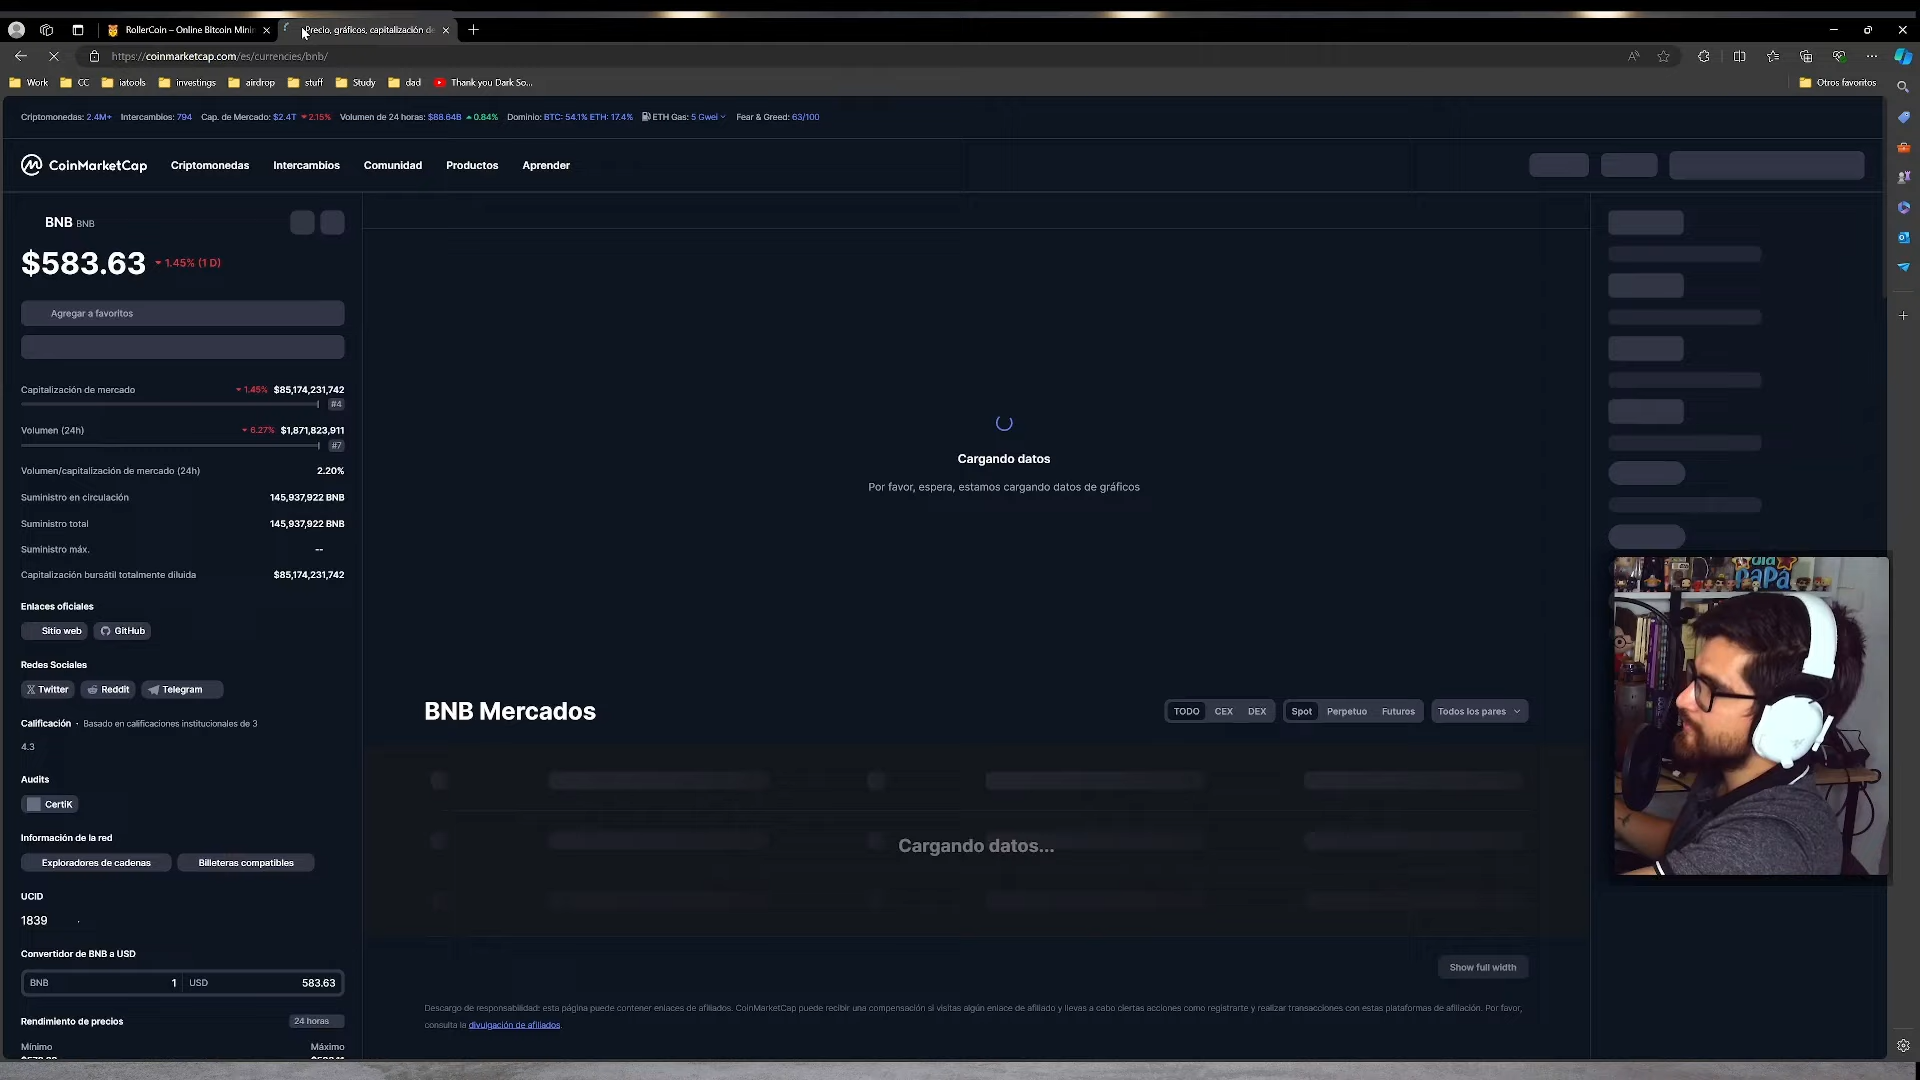 RollerCoin – Online Bitcoin Mini
Precio, gráficos, capitalización de
https://coinmarketcap.com/es/currencies/bnb/
Work
CC
iatools
investings
airdrop
stuff
Study
dad
Thank you Dark So...
Otros favoritos
Criptomonedas: 2.4M+ Intercambios: 794 Cap. de Mercado: $2.4T 2.15% Volumen de 24 horas: $88.64B 0.84% Dominio: BTC: 54.1% ETH: 17.4% ETH Gas: 5 Gwei Fear & Greed: 63/100
CoinMarketCap
Criptomonedas Intercambios Comunidad Productos Aprender
BNB BNB
$583.63 1.45% (1 D)
Agregar a favoritos
Capitalización de mercado 1.45% $85,174,231,742
#4
Volumen (24h) 6.27% $1,871,823,911
#7
Volumen/capitalización de mercado (24h) 2.20%
Suministro en circulación 145,937,922 BNB
Suministro total 145,937,922 BNB
Suministro máx. --
Capitalización bursátil totalmente diluida $85,174,231,742
Enlaces oficiales
Sitio web GitHub
Redes Sociales
Twitter Reddit Telegram
Calificación · Basado en calificaciones institucionales de 3
4.3
Audits
CertiK
Información de la red
Exploradores de cadenas Billeteras compatibles
UCID
1839
Convertidor de BNB a USD
BNB 1 USD 583.63
Rendimiento de precios 24 horas
Mínimo Máximo
Cargando datos
Por favor, espera, estamos cargando datos de gráficos
BNB Mercados
TODO CEX DEX Spot Perpetuo Futuros Todos los pares
Cargando datos...
Show full width
Descargo de responsabilidad: esta página puede contener enlaces de afiliados. CoinMarketCap puede recibir una compensación si visitas algún enlace de afiliado y llevas a cabo ciertas acciones como registrarte y realizar transacciones con estas plataformas de afiliación. Por favor,
consulta la divulgación de afiliados.
PAPA